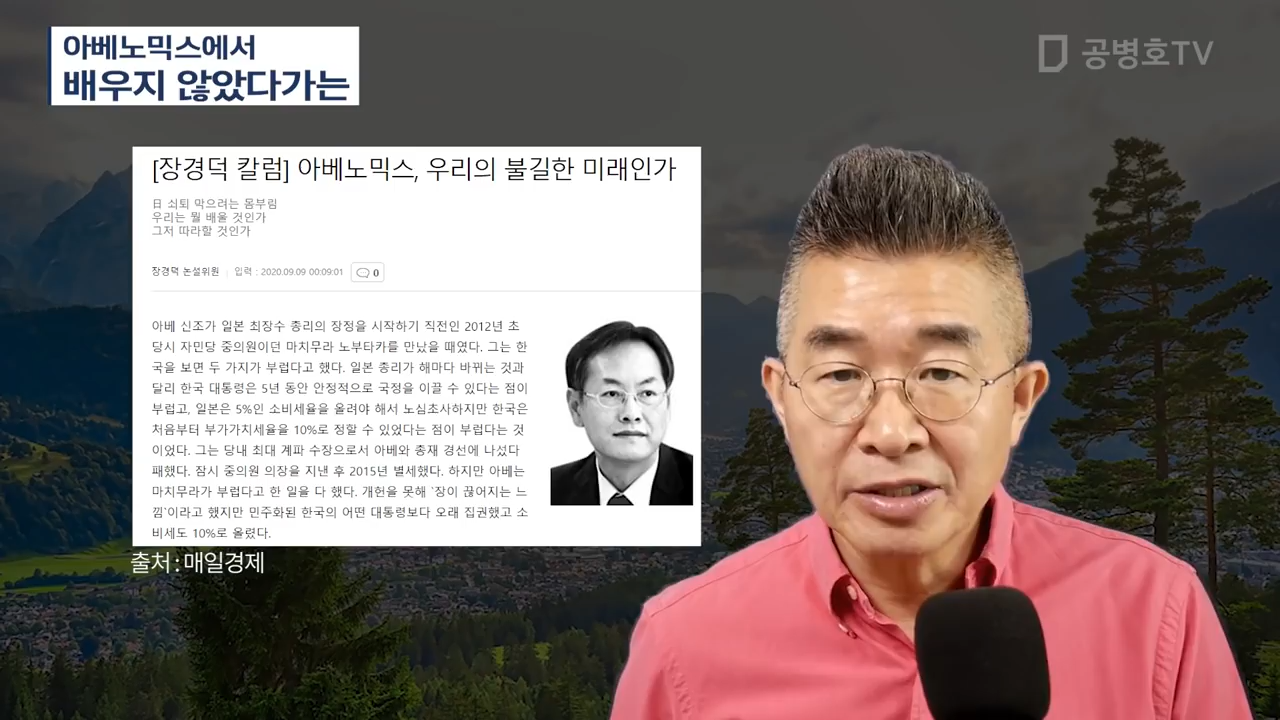 아베노믹스에서
배우지 않았다가는
공병호TV
[장경덕 칼럼] 아베노믹스, 우리의 불길한 미래인가
日 쇠퇴 막으려는 몸부림
우리는 뭘 배울 것인가
그저 따라할 것인가
장경덕 논설위원 | 입력 : 2020.09.09 00:09:01 0
아베 신조가 일본 최장수 총리의 장정을 시작하기 직전인 2012년 초
당시 자민당 중의원이던 마치무라 노부타카를 만났을 때였다. 그는 한
국을 보면 두 가지가 부럽다고 했다. 일본 총리가 해마다 바뀌는 것과
달리 한국 대통령은 5년 동안 안정적으로 국정을 이끌 수 있다는 점이
부럽고, 일본은 5%인 소비세율을 올려야 해서 노심초사하지만 한국은
처음부터 부가가치세율을 10%로 정할 수 있었다는 점이 부럽다는 것
이었다. 그는 당내 최대 계파 수장으로서 아베와 총재 경선에 나섰다
패했다. 잠시 중의원 의장을 지낸 후 2015년 별세했다. 하지만 아베는
마치무라가 부럽다고 한 일을 다 했다. 개헌을 못해 `장이 끊어지는 느
낌'이라고 했지만 민주화된 한국의 어떤 대통령보다 오래 집권했고 소
비세도 10%로 올렸다.
출처 : 매일경제